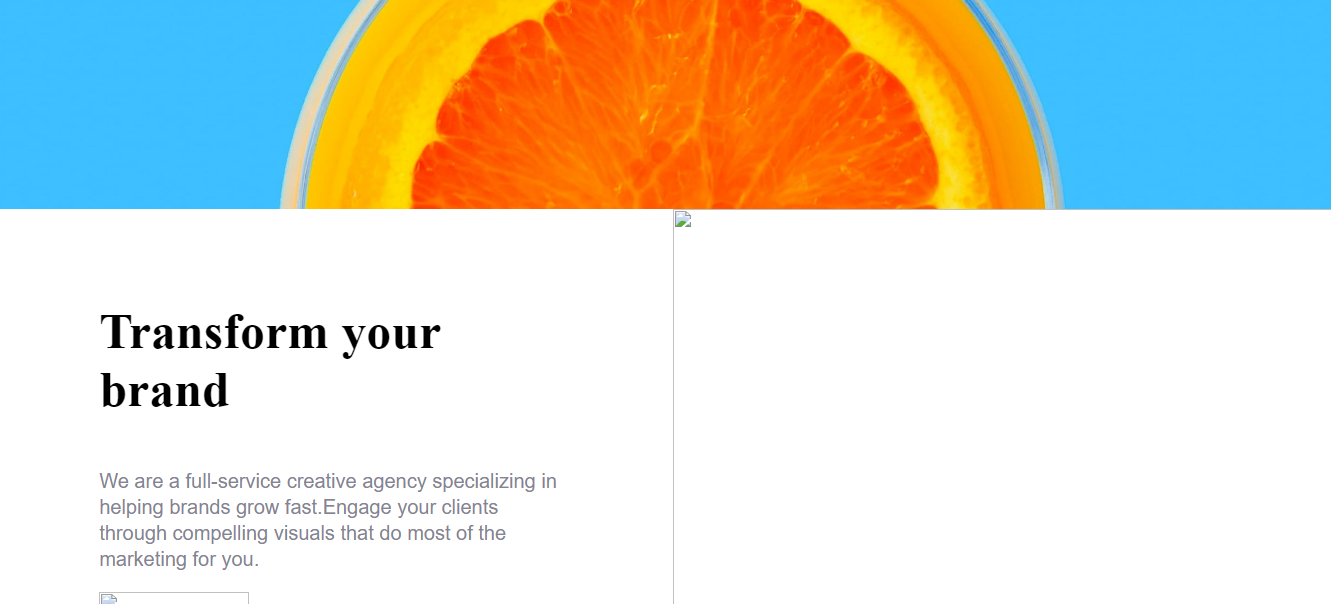 Transform your
brand
We are a full-service creative agency specializing in
helping brands grow fast.Engage your clients
through compelling visuals that do most of the
marketing for you.